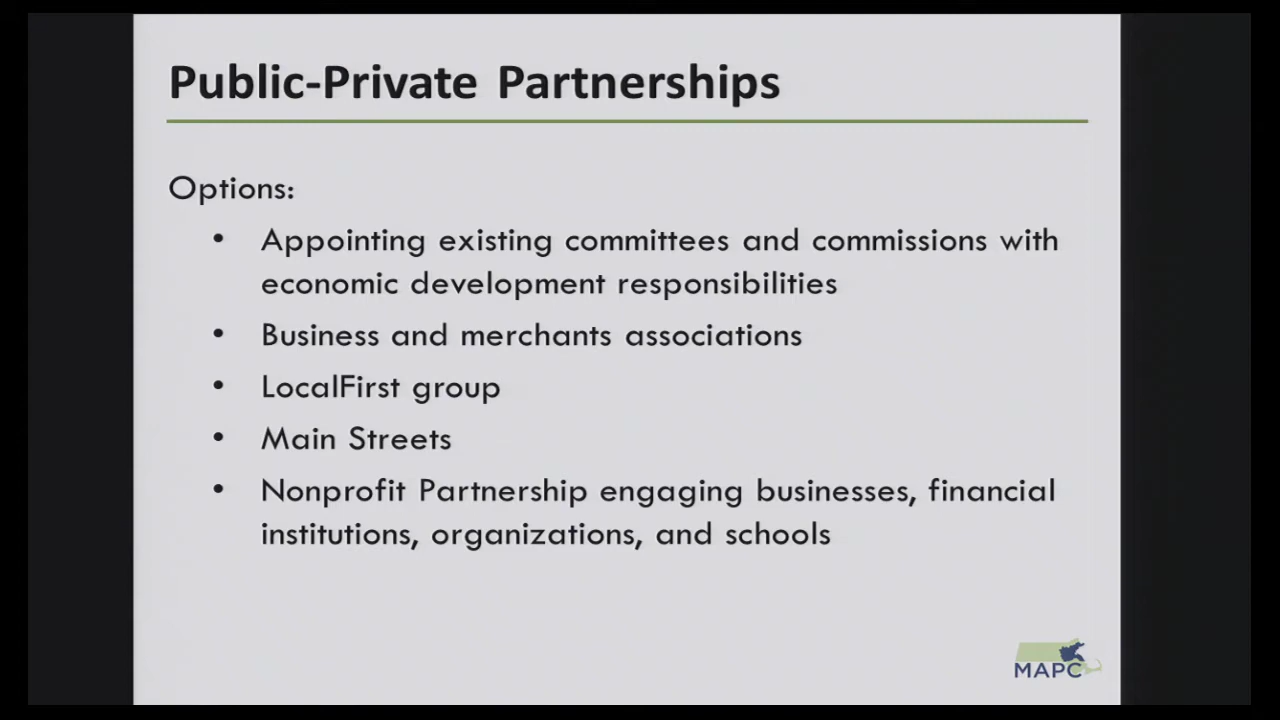 Public-Private Partnerships
Options:
• Appointing existing committees and commissions with
economic development responsibilities
• Business and merchants associations
• LocalFirst group
• Main Streets
• Nonprofit Partnership engaging businesses, financial
institutions, organizations, and schools
MAPC